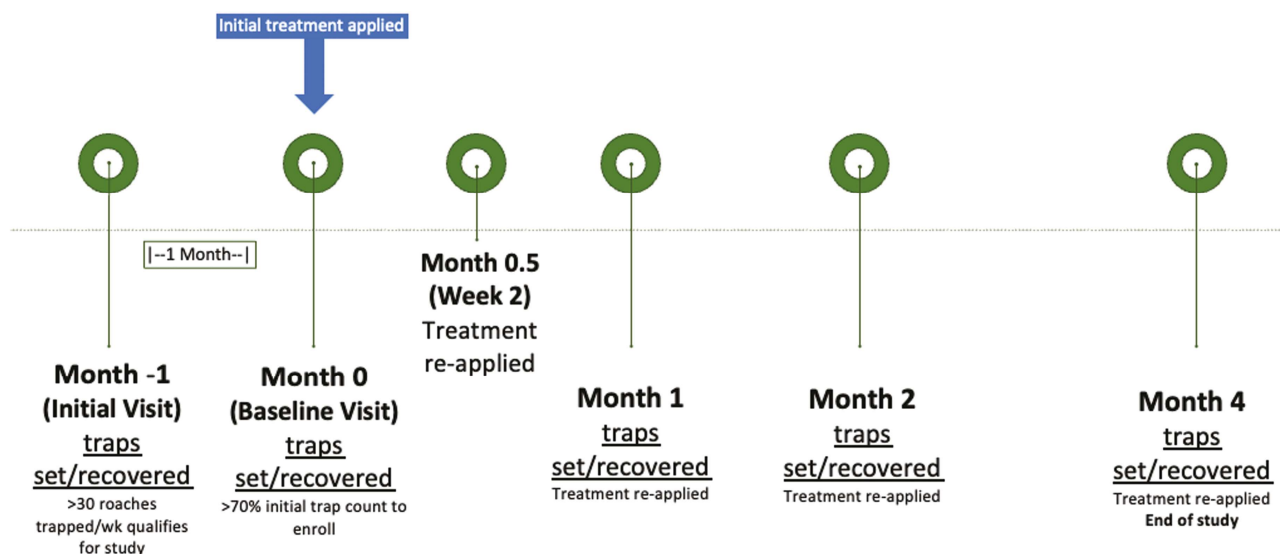 Initial treatment applied
|--1 Month--|
Month -1
(Initial Visit)
traps
set/recovered
>30 roaches
trapped/wk qualifies
for study
Month 0
(Baseline Visit)
traps
set/recovered
>70% initial trap count to
enroll
Month 0.5
(Week 2)
Treatment
re-applied
Month 1
traps
set/recovered
Treatment re-applied
Month 2
traps
set/recovered
Treatment re-applied
Month 4
traps
set/recovered
Treatment re-applied
End of study